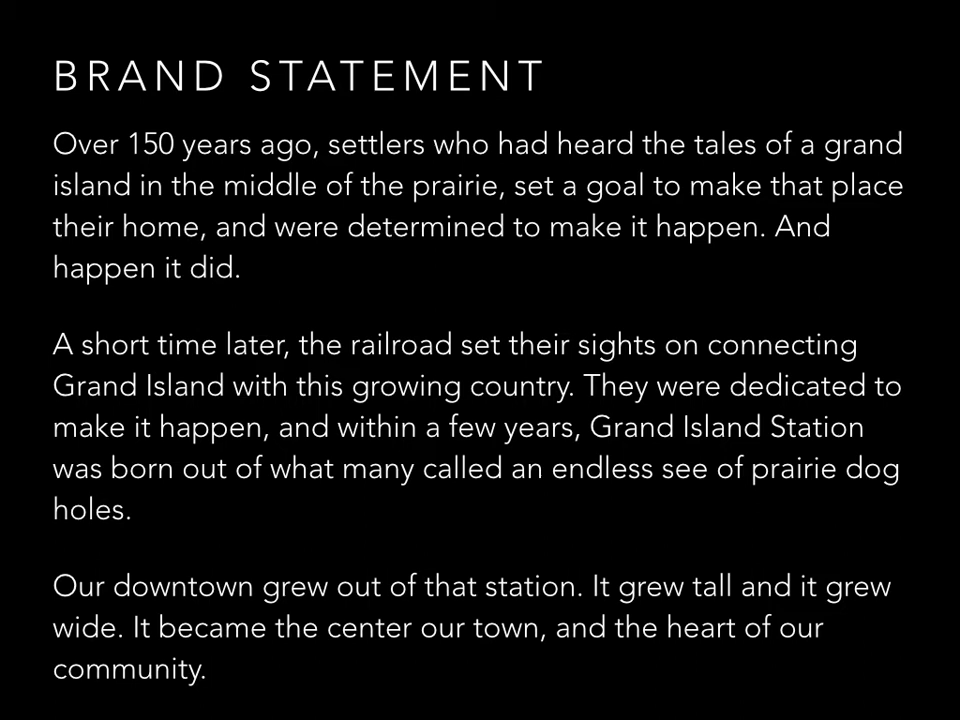 BRAND STATEMENT
Over 150 years ago, settlers who had heard the tales of a grand
island in the middle of the prairie, set a goal to make that place
their home, and were determined to make it happen. And
happen it did.
A short time later, the railroad set their sights on connecting
Grand Island with this growing country. They were dedicated to
make it happen, and within a few years, Grand Island Station
was born out of what many called an endless see of prairie dog
holes.
Our downtown grew out of that station. It grew tall and it grew
wide. It became the center our town, and the heart of our
community.